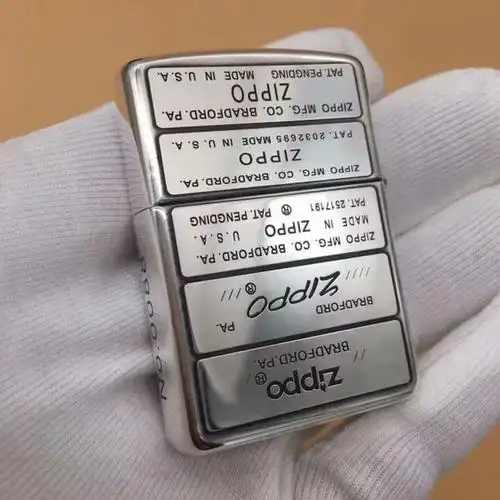 zippo®
// BRADFORD.PA. //
BRADFORD PA.
//// ZIPPO ® ///
ZIPPO MFG. CO. BRADFORD.PA.
MADE IN ZIPPO U.S.A.
PAT.2517191 ® PAT.PENDING
ZIPPO MFG. CO. BRADFORD.PA.
ZIPPO
PAT. 2032695 MADE IN U.S.A.
ZIPPO MFG. CO. BRADFORD.PA.
ZIPPO
PAT.PENGDING MADE IN U.S.A.